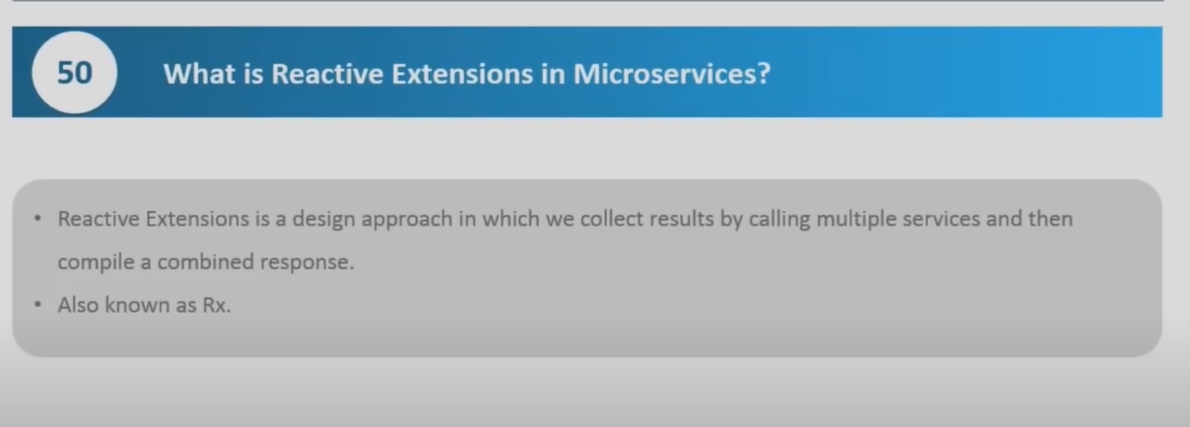 50
What is Reactive Extensions in Microservices?
• Reactive Extensions is a design approach in which we collect results by calling multiple services and then
compile a combined response.
• Also known as Rx.